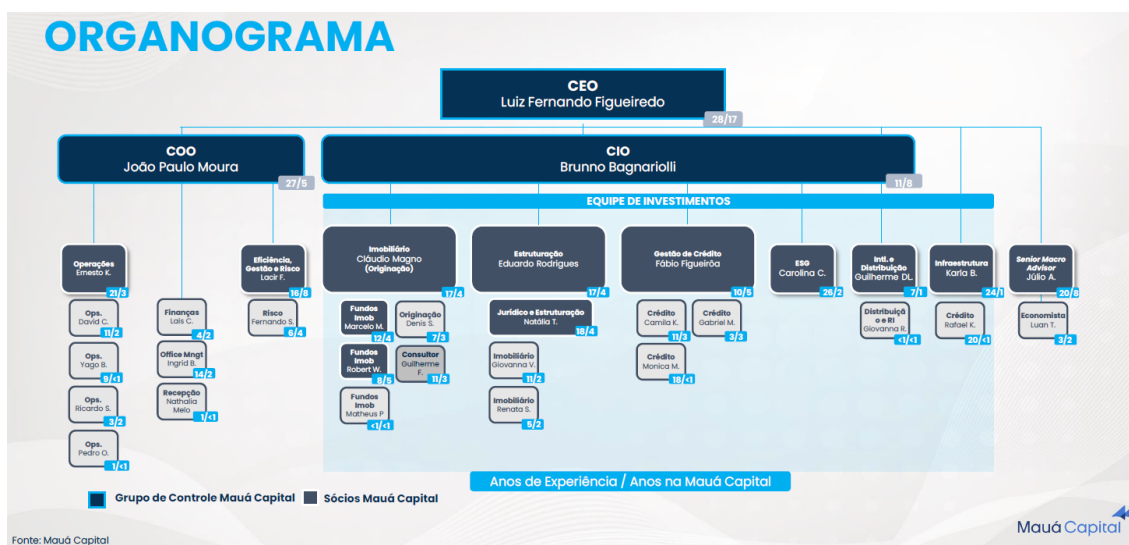 ORGANOGRAMA
CEO
Luiz Fernando Figueiredo
28/17
COO
João Paulo Moura
27/5
CIO
Brunno Bagnariolli
11/8
EQUIPE DE INVESTIMENTOS
Operações
Ernesto K.
21/3
Eficiência,
Gestão e Risco
Lacir F.
16/8
Imobiliário
Cláudio Magno
(Originação)
17/4
Estruturação
Eduardo Rodrigues
17/4
Gestão de Crédito
Fábio Figueirôa
10/5
ESG
Carolina C.
26/2
Intl. e
Distribuição
Guilherme DL.
7/1
Infraestrutura
Karla B.
24/1
Senior Macro
Advisor
Júlio A.
20/8
Ops.
David C.
11/2
Finanças
Laís C.
4/2
Risco
Fernando S.
6/4
Fundos
Imob
Marcelo M.
12/4
Originação
Denis S.
7/3
Jurídico e Estruturação
Natália T.
18/4
Crédito
Camila K.
11/3
Crédito
Gabriel M.
3/3
Distribuiçã
o e RI
Giovanna R.
<1/<1
Crédito
Rafael K.
20/<1
Economista
Luan T.
3/2
Ops.
Yago B.
9/<1
Office Mngt
Ingrid B.
14/2
Fundos
Imob
Robert W.
8/5
Consultor
Guilherme
F.
11/3
Imobiliário
Giovanna V.
11/2
Crédito
Monica M.
18/<1
Ops.
Ricardo S.
3/2
Recepção
Nathalia
Melo
1/<1
Fundos
Imob
Matheus P
<1/<1
Imobiliário
Renata S.
5/2
Ops.
Pedro O.
1/<1
Anos de Experiência / Anos na Mauá Capital
Grupo de Controle Mauá Capital
Sócios Mauá Capital
Mauá Capital
Fonte: Mauá Capital